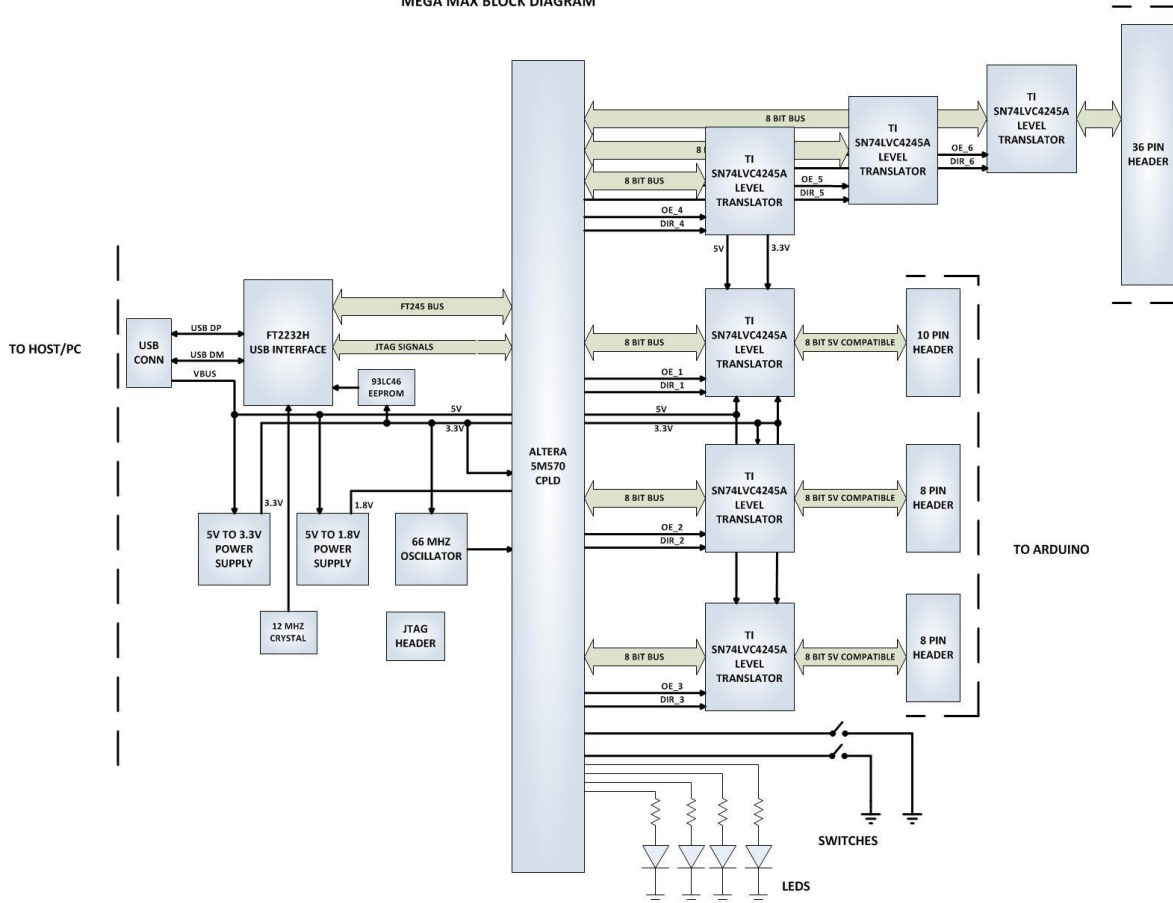 MEGA MAX BLOCK DIAGRAM
TI
SN74LVC4245A
LEVEL
TRANSLATOR
36 PIN
HEADER
8 BIT BUS
TI
SN74LVC4245A
LEVEL
TRANSLATOR
OE_6
DIR_6
8
TI
SN74LVC4245A
LEVEL
TRANSLATOR
OE_5
DIR_5
8 BIT BUS
OE_4
DIR_4
5V
3.3V
TO HOST/PC
USB
CONN
USB DP
USB DM
VBUS
FT2232H
USB INTERFACE
FT245 BUS
JTAG SIGNALS
93LC46
EEPROM
5V
3.3V
ALTERA
5M570
CPLD
8 BIT BUS
OE_1
DIR_1
TI
SN74LVC4245A
LEVEL
TRANSLATOR
8 BIT 5V COMPATIBLE
10 PIN
HEADER
5V
3.3V
3.3V
1.8V
5V TO 3.3V
POWER
SUPPLY
5V TO 1.8V
POWER
SUPPLY
66 MHZ
OSCILLATOR
12 MHZ
CRYSTAL
JTAG
HEADER
8 BIT BUS
OE_2
DIR_2
TI
SN74LVC4245A
LEVEL
TRANSLATOR
8 BIT 5V COMPATIBLE
8 PIN
HEADER
TO ARDUINO
8 BIT BUS
OE_3
DIR_3
TI
SN74LVC4245A
LEVEL
TRANSLATOR
8 BIT 5V COMPATIBLE
8 PIN
HEADER
SWITCHES
LEDS